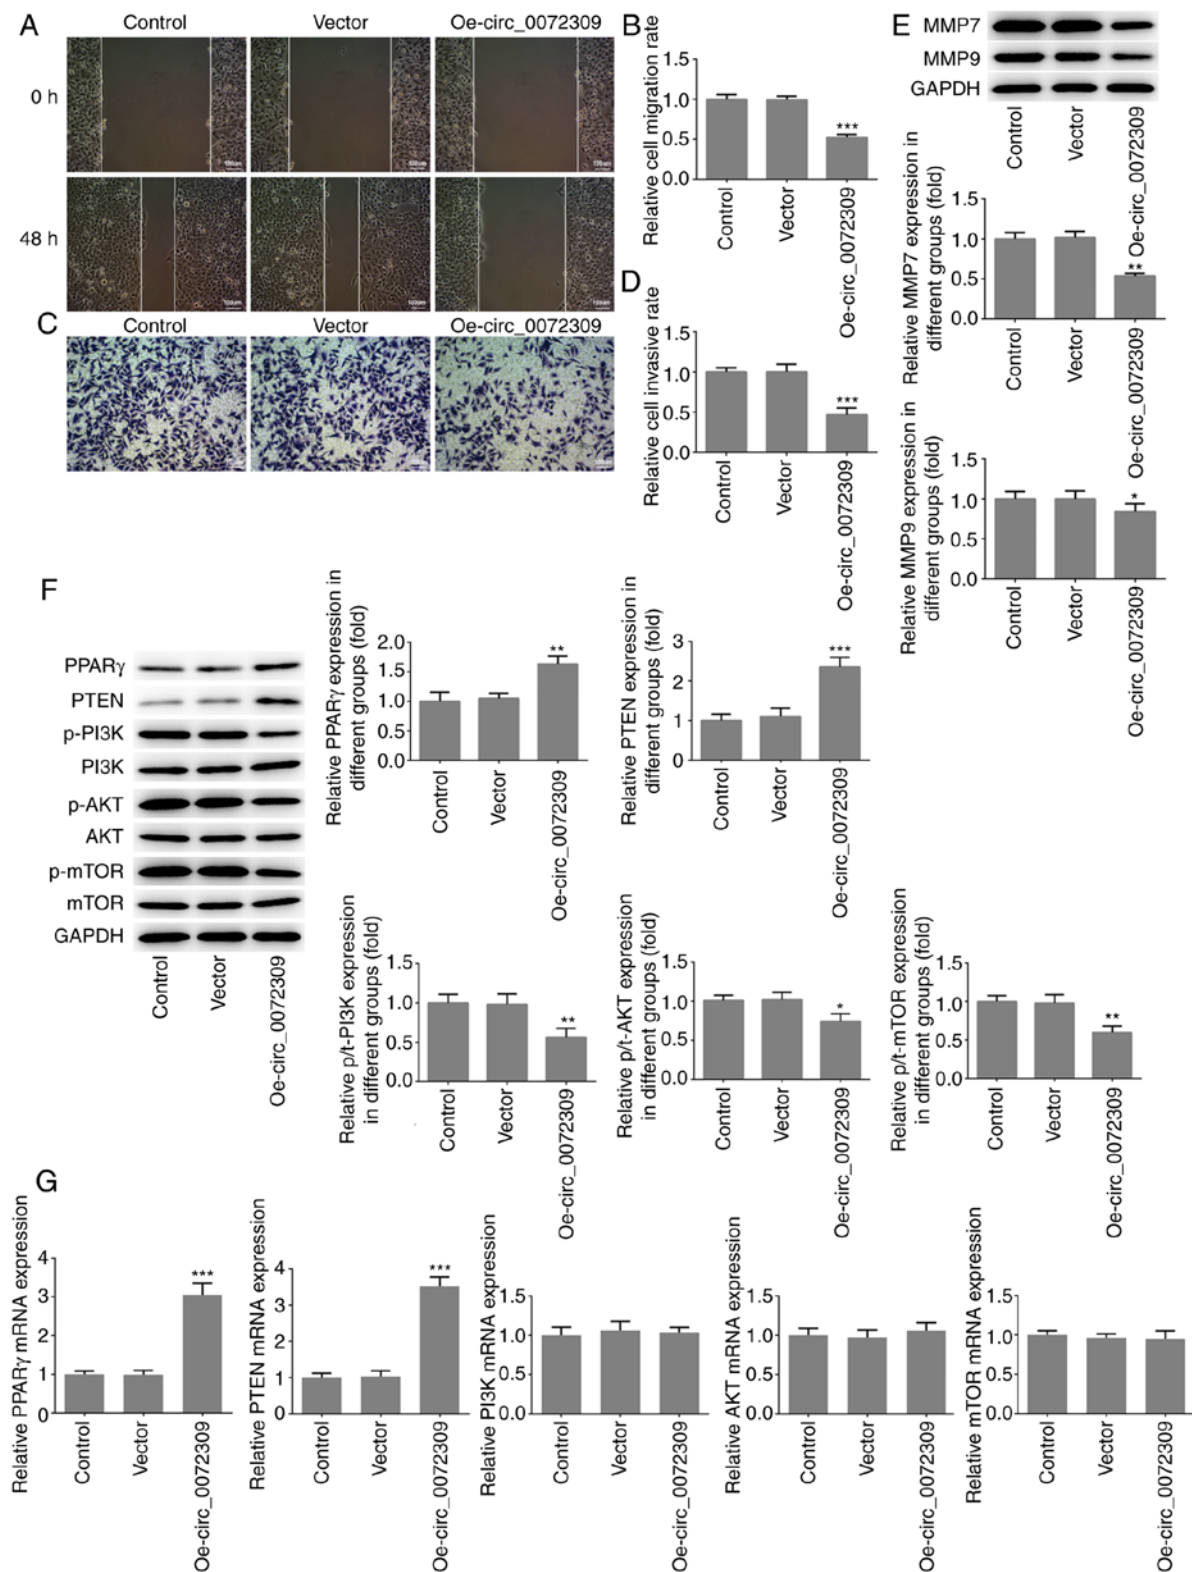 A
Control
Vector
Oe-circ_0072309
0 h
100um
100um
100um
48 h
100um
100um
100um
B
Relative cell migration rate
1.5
1.0
0.5
0.0
***
Control
Vector
Oe-circ_0072309
C
Control
Vector
Oe-circ_0072309
D
Relative cell invasive rate
1.5
1.0
0.5
0.0
***
Control
Vector
Oe-circ_0072309
E
MMP7
MMP9
GAPDH
Control
Vector
Oe-circ_0072309
Relative MMP7 expression in
different groups (fold)
1.5
1.0
0.5
0.0
**
Control
Vector
Oe-circ_0072309
Relative MMP9 expression in
different groups (fold)
1.5
1.0
0.5
0.0
*
Control
Vector
Oe-circ_0072309
F
PPARγ
PTEN
p-PI3K
PI3K
p-AKT
AKT
p-mTOR
mTOR
GAPDH
Control
Vector
Oe-circ_0072309
Relative PPARγ expression in
different groups (fold)
2.0
1.5
1.0
0.5
0.0
**
Control
Vector
Oe-circ_0072309
Relative PTEN expression in
different groups (fold)
3
2
1
0
***
Control
Vector
Oe-circ_0072309
Relative p/t-PI3K expression
in different groups (fold)
1.5
1.0
0.5
0.0
**
Control
Vector
Oe-circ_0072309
Relative p/t-AKT expression
in different groups (fold)
1.5
1.0
0.5
0.0
*
Control
Vector
Oe-circ_0072309
Relative p/t-mTOR expression
in different groups (fold)
1.5
1.0
0.5
0.0
**
Control
Vector
Oe-circ_0072309
G
Relative PPARγ mRNA expression
4
3
2
1
0
***
Control
Vector
Oe-circ_0072309
Relative PTEN mRNA expression
4
3
2
1
0
***
Control
Vector
Oe-circ_0072309
Relative PI3K mRNA expression
1.5
1.0
0.5
0.0
Control
Vector
Oe-circ_0072309
Relative AKT mRNA expression
1.5
1.0
0.5
0.0
Control
Vector
Oe-circ_0072309
Relative mTOR mRNA expression
1.5
1.0
0.5
0.0
Control
Vector
Oe-circ_0072309